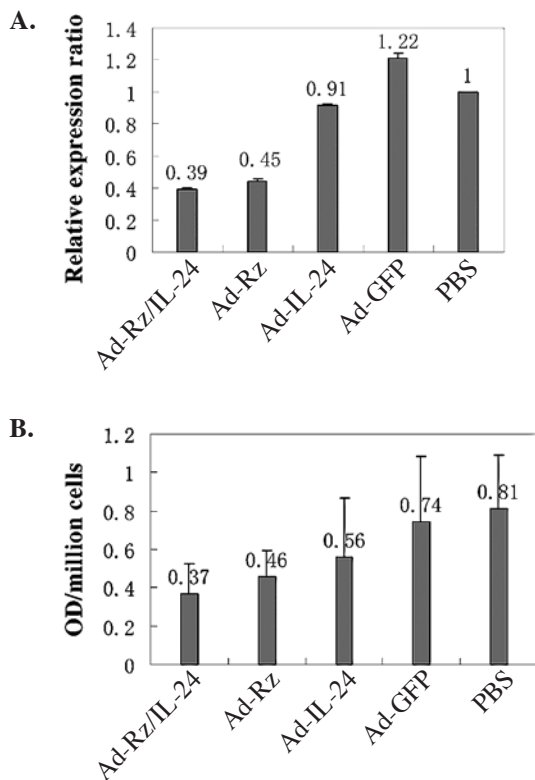 A.
Relative expression ratio
1.4
1.2
1
0.8
0.6
0.4
0.2
0
0.39
0.45
0.91
1.22
1
Ad-Rz/IL-24
Ad-Rz
Ad-IL-24
Ad-GFP
PBS
B.
OD/million cells
1.2
1
0.8
0.6
0.4
0.2
0
0.37
0.46
0.56
0.74
0.81
Ad-Rz/IL-24
Ad-Rz
Ad-IL-24
Ad-GFP
PBS